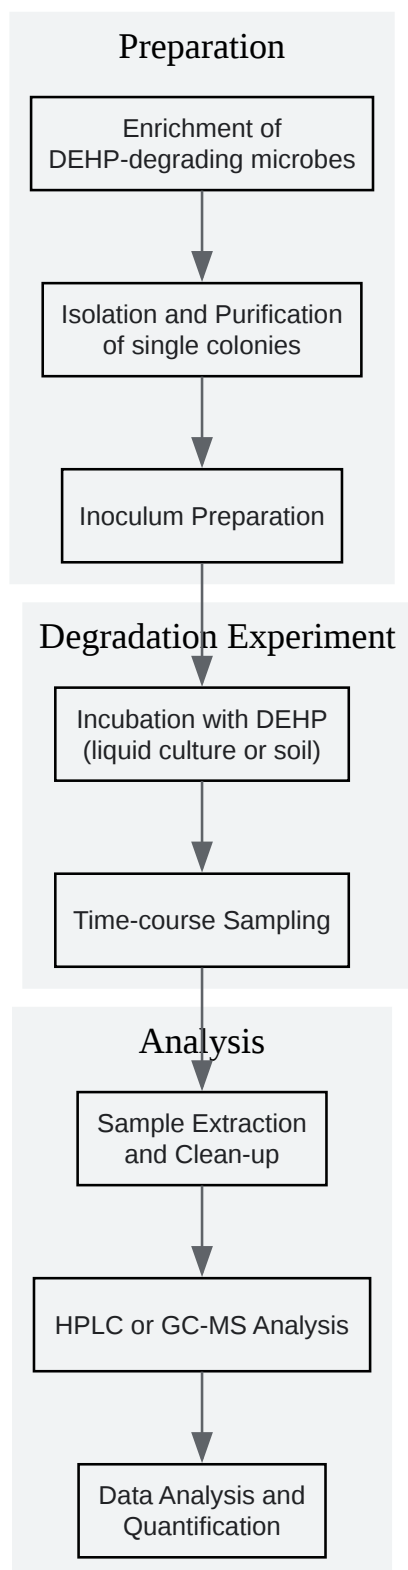 Preparation
Enrichment of
DEHP-degrading microbes
Isolation and Purification
of single colonies
Inoculum Preparation
Degradation Experiment
Incubation with DEHP
(liquid culture or soil)
Time-course Sampling
Analysis
Sample Extraction
and Clean-up
HPLC or GC-MS Analysis
Data Analysis and
Quantification